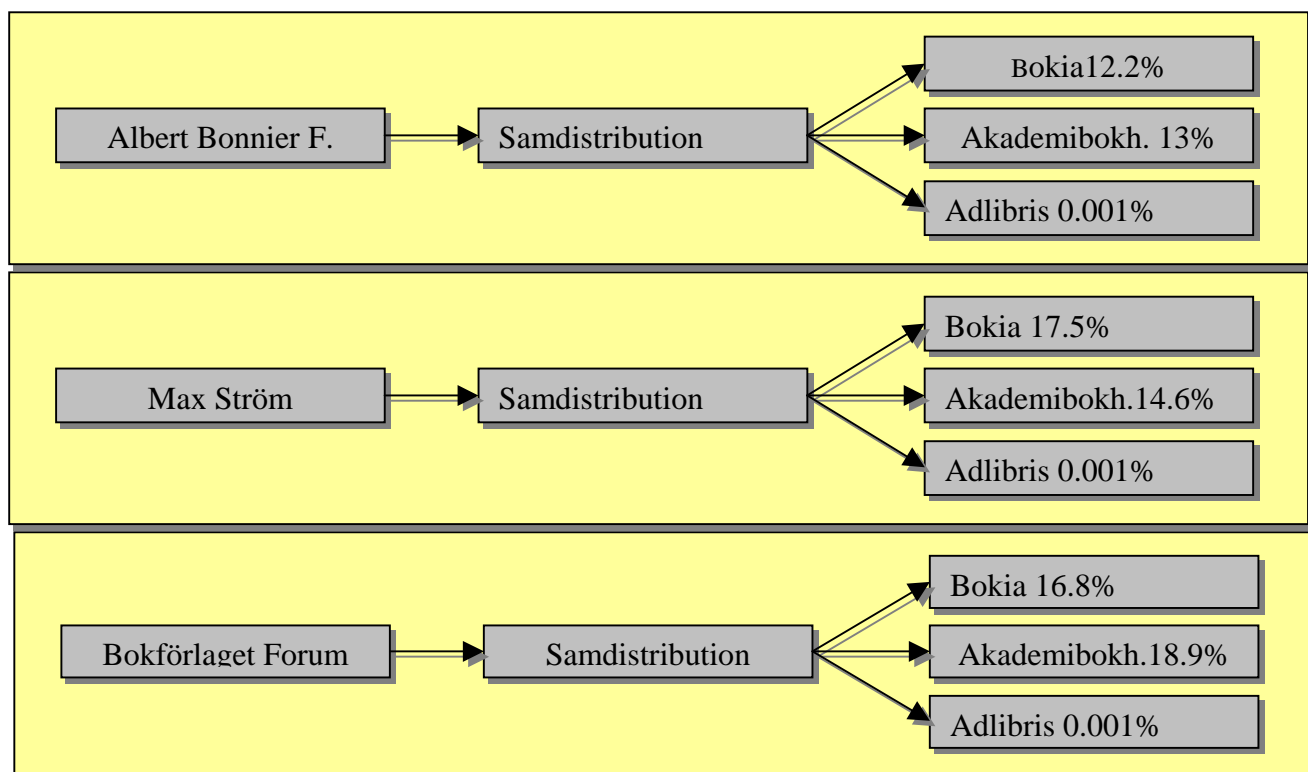 Bokia12.2%
Albert Bonnier F.
Samdistribution
Akademibokh. 13%
Adlibris 0.001%
Bokia 17.5%
Max Ström
Samdistribution
Akademibokh.14.6%
Adlibris 0.001%
Bokia 16.8%
Bokförlaget Forum
Samdistribution
Akademibokh.18.9%
Adlibris 0.001%